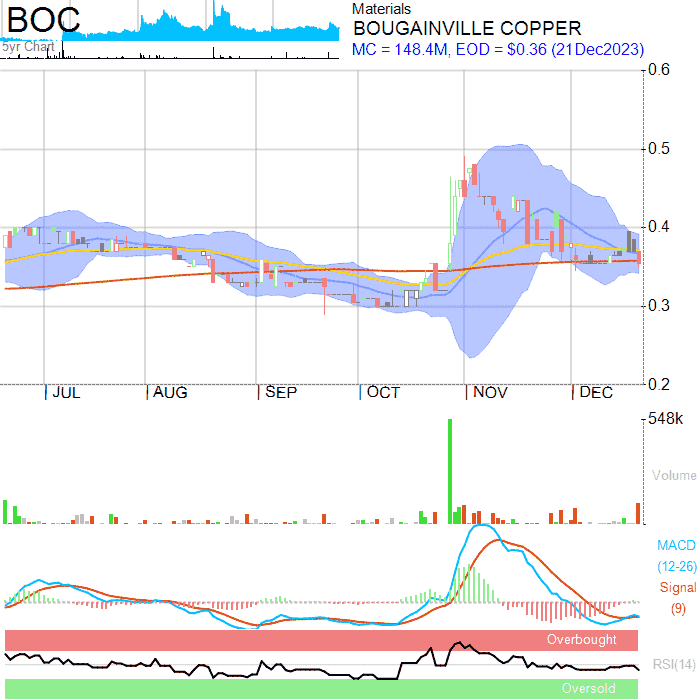 BOC
5yr Chart
Materials
BOUGAINVILLE COPPER
MC = 148.4M, EOD = $0.36 (21Dec2023)
0.6
0.5
0.4
0.3
0.2
JUL AUG SEP OCT NOV DEC
548k
Volume
MACD
(12-26)
Signal
(9)
Overbought
RSI(14)
Oversold